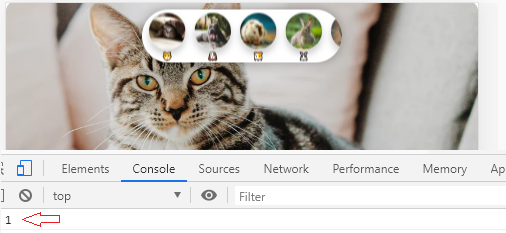 Elements Console Sources Network Performance Memory Ap
top Filter
1